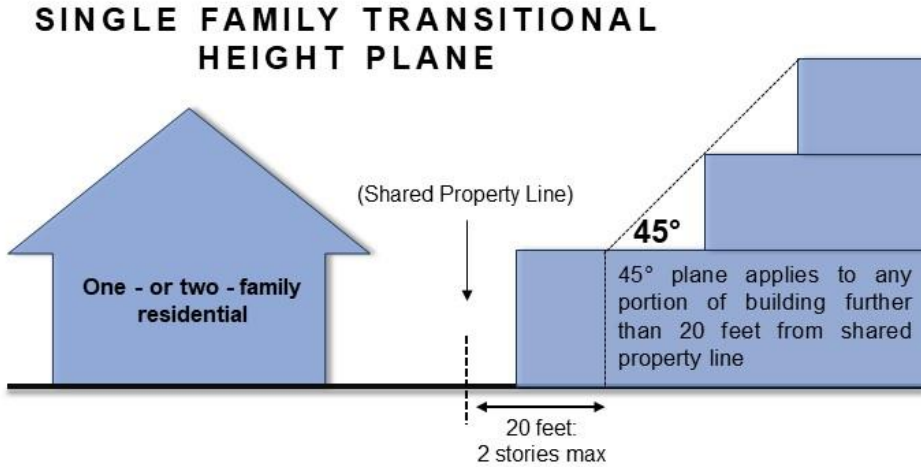 SINGLE FAMILY TRANSITIONAL
HEIGHT PLANE
(Shared Property Line)
45°
One - or two - family
residential
45° plane applies to any
portion of building further
than 20 feet from shared
property line
20 feet:
2 stories max